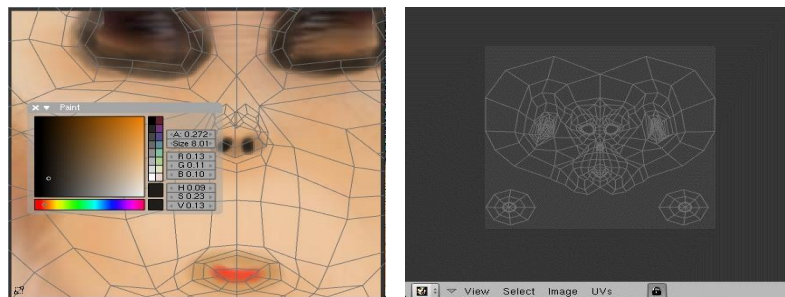 Paint
A: 0.272
Size 8.01
R 0.13
G 0.11
B 0.10
H 0.09
S 0.23
V 0.13
View Select Image UVs